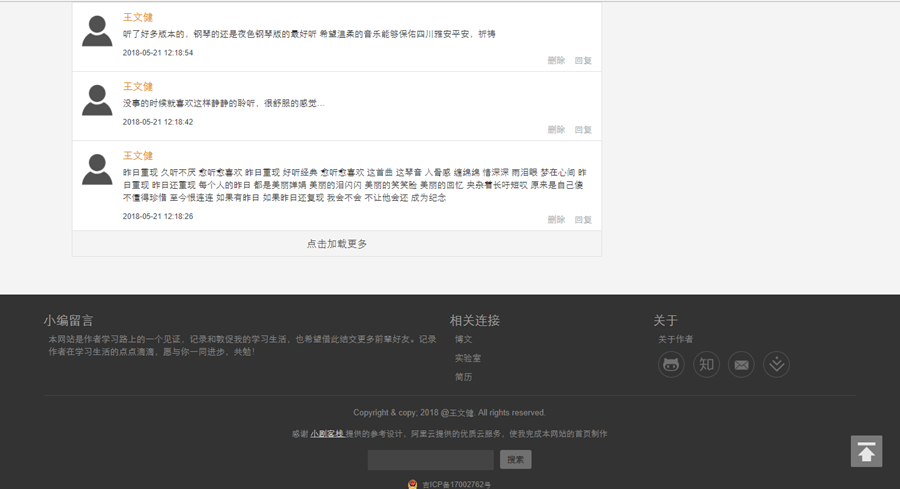 王文健
听了好多版本的，钢琴的还是夜色钢琴版的最好听 希望温柔的音乐能够保佑四川雅安平安，祈祷
2018-05-21 12:18:54
删除 回复
王文健
没事的时候就喜欢这样静静的聆听，很舒服的感觉...
2018-05-21 12:18:42
删除 回复
王文健
昨日重现 久听不厌 愈听愈喜欢 昨日重现 好听经典 愈听愈喜欢 这首曲 这琴音 人骨感 缠绵绵 情深深 雨泪眼 梦在心间 昨
日重现 昨日还重现 每个人的昨日 都是美丽婵娟 美丽的泪闪闪 美丽的笑笑脸 美丽的回忆 夹杂着长吁短叹 原来是自己傻
不懂得珍惜 至今恨连连 如果有昨日 如果昨日还复现 我会不会 不让他会还 成为纪念
2018-05-21 12:18:26
删除 回复
点击加载更多
小编留言
本网站是作者学习路上的一个见证，记录和敦促我的学习生活，也希望借此结交更多前辈好友。记录
作者在学习生活的点点滴滴，愿与你一同进步，共勉！
相关连接
博文
实验室
简历
关于
关于作者
知
Copyright & copy; 2018 @王文健. All rights reserved.
感谢 小剧客栈 提供的参考设计，阿里云提供的优质云服务，使我完成本网站的首页制作
搜索
吉ICP备17002762号